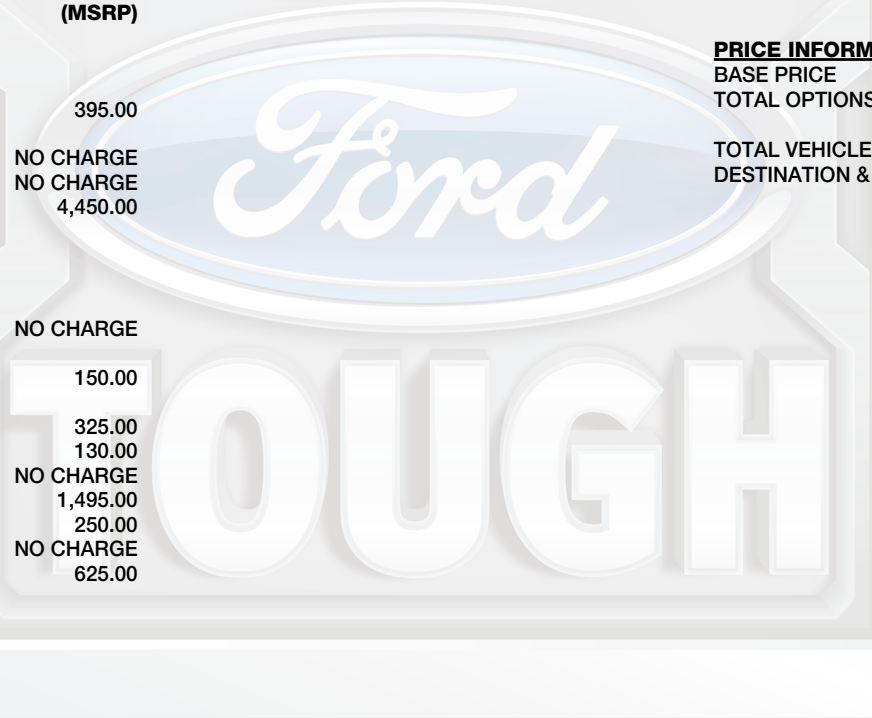 (MSRP)
395.00
NO CHARGE
NO CHARGE
4,450.00
NO CHARGE
150.00
325.00
130.00
NO CHARGE
1,495.00
250.00
NO CHARGE
625.00
PRICE INFORM
BASE PRICE
TOTAL OPTIONS
TOTAL VEHICLE
DESTINATION &
Ford
TOUGH